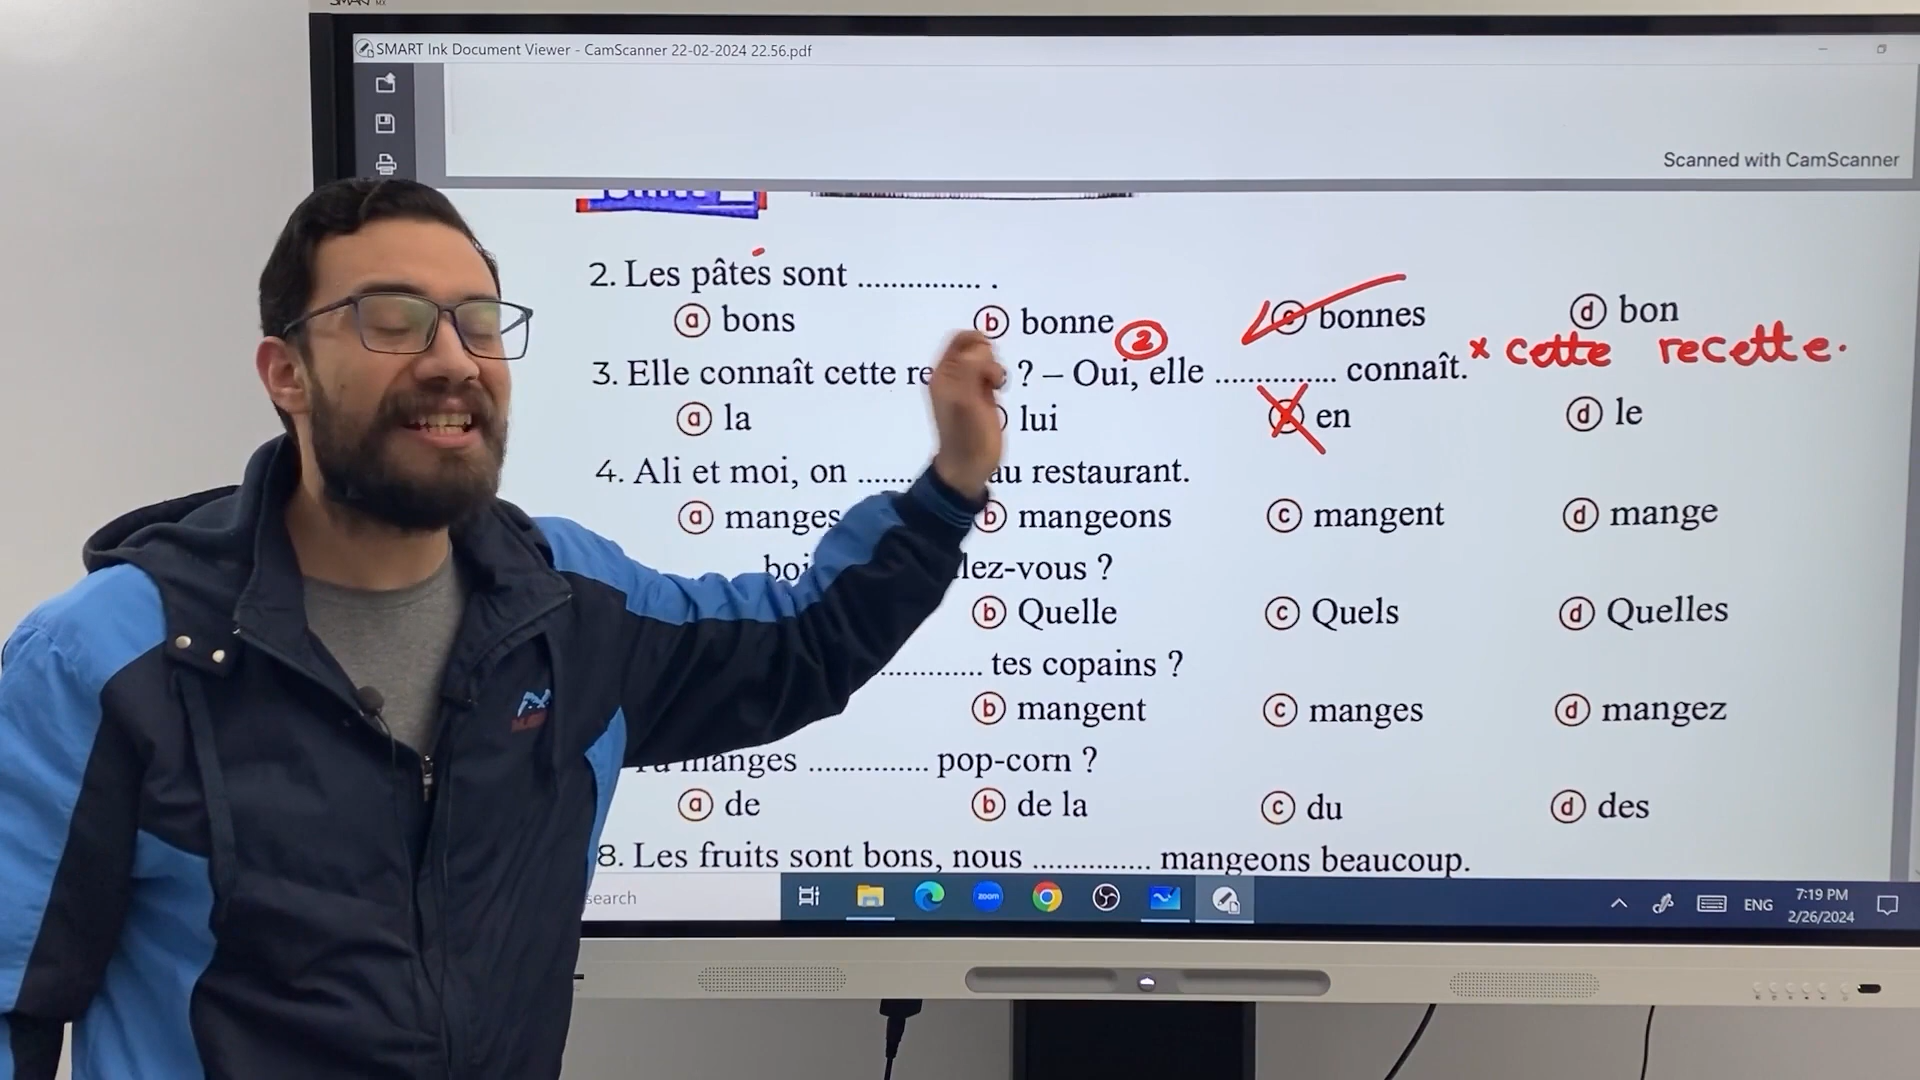 SMART Ink Document Viewer - CamScanner 22-02-2024 22.56.pdf
Scanned with CamScanner
2. Les pâtes sont ............... .
a bons b bonne c bonnes d bon
2
× cette recette.
3. Elle connaît cette ? – Oui, elle ............... connaît.
a la lui en d le
4. Ali et moi, on ........ au restaurant.
a manges b mangeons c mangent d mange
lez-vous ?
b Quelle c Quels d Quelles
............... tes copains ?
b mangent c manges d mangez
manges ............... pop-corn ?
a de b de la c du d des
8. Les fruits sont bons, nous ............... mangeons beaucoup.
search zoom ENG 7:19 PM
2/26/2024